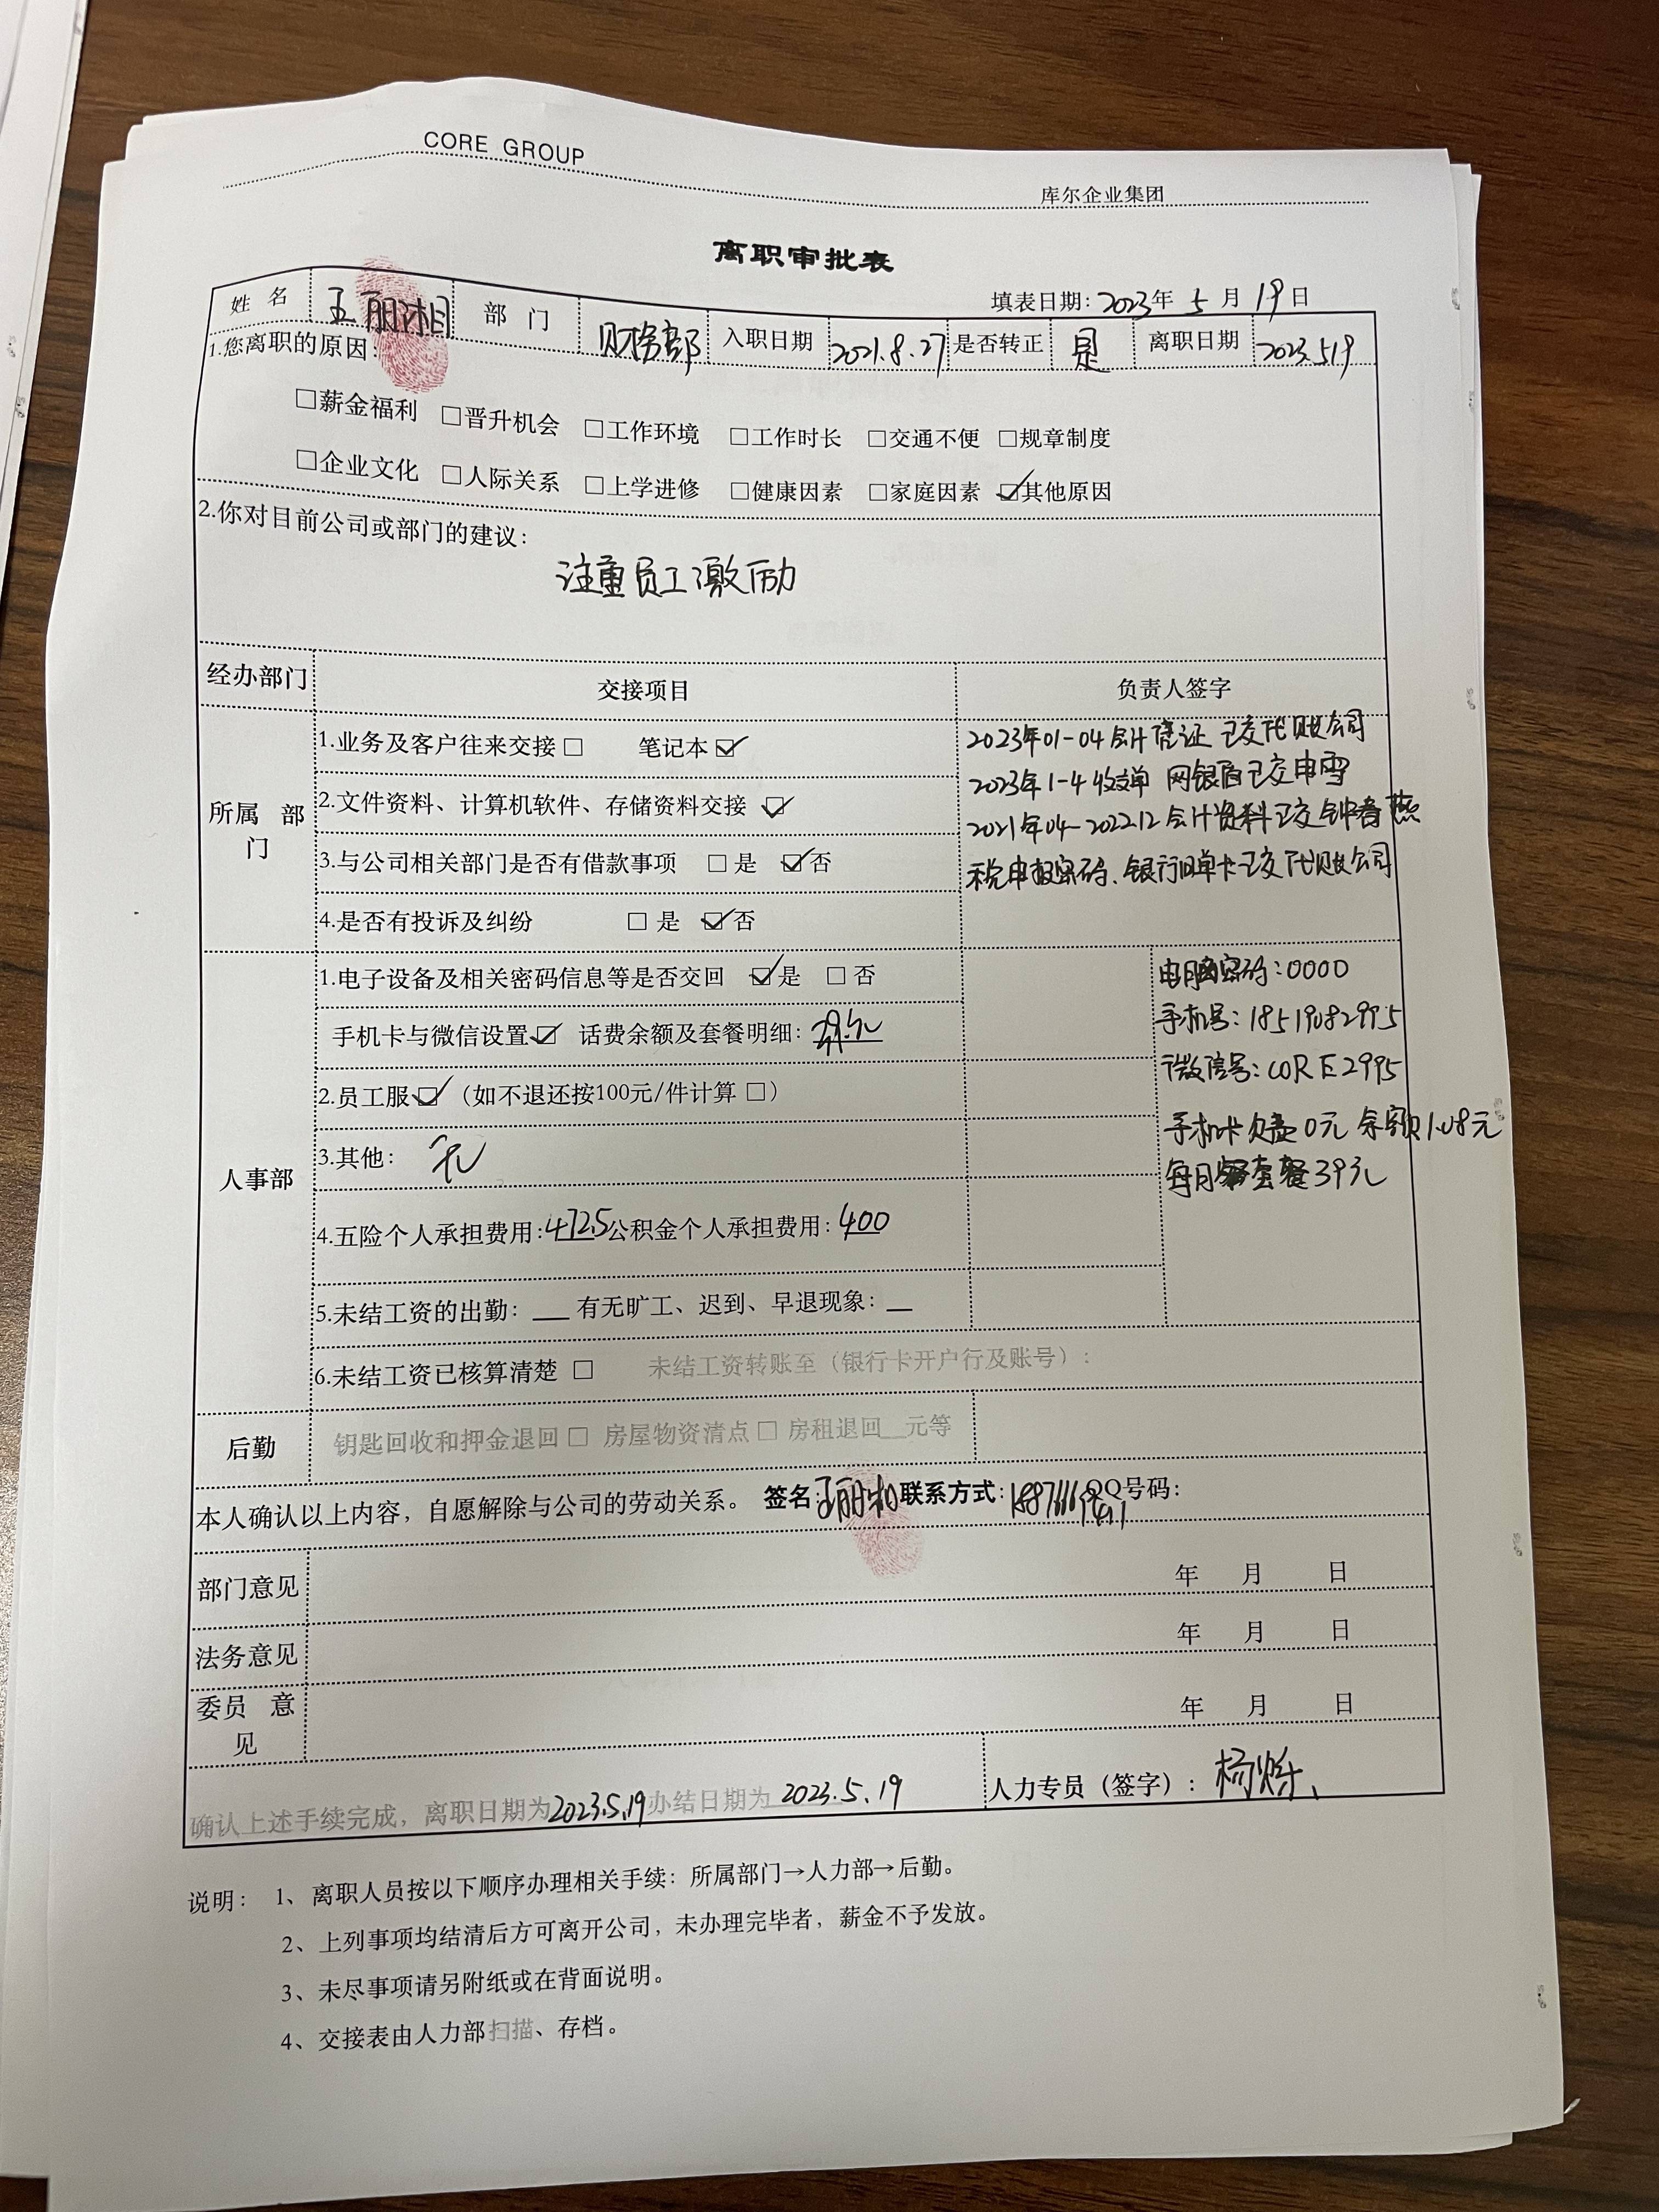 CORE GROUP
库尔企业集团
离职审批表
填表日期：2023年 5 月 19 日
姓 名 王丽湘 部 门 财务部 入职日期 2021.8.27 是否转正 是 离职日期 2023.5.19
1.您离职的原因：
□薪金福利 □晋升机会 □工作环境 □工作时长 □交通不便 □规章制度
□企业文化 □人际关系 □上学进修 □健康因素 □家庭因素 ☑其他原因
2.你对目前公司或部门的建议：
注重员工激励
经办部门 交接项目 负责人签字
所属 部门
1.业务及客户往来交接 □ 笔记本 ☑
2.文件资料、计算机软件、存储资料交接 ☑
3.与公司相关部门是否有借款事项 □ 是 ☑否
4.是否有投诉及纠纷 □ 是 ☑否
2023年01-04会计凭证 已交代账公司
2023年1-4 收支单 网银盾已交申雪
2021年04-202212会计资料已交钟春燕
税申报密码、银行回单卡已交代账公司
人事部
1.电子设备及相关密码信息等是否交回 ☑是 □ 否
手机卡与微信设置☑ 话费余额及套餐明细：
2.员工服☑（如不退还按100元/件计算 □）
3.其他： 无
4.五险个人承担费用：472.5 公积金个人承担费用：400
5.未结工资的出勤：__ 有无旷工、迟到、早退现象：__
6.未结工资已核算清楚 □ 未结工资转账至（银行卡开户行及账号）：
电脑密码：0000
手机号：18519082995
微信号：CORE2995
手机卡欠费0元 余额1.08元
每月套餐39元
后勤 钥匙回收和押金退回 □ 房屋物资清点 □ 房租退回__元等
本人确认以上内容，自愿解除与公司的劳动关系。 签名：王丽湘 联系方式： QQ号码：
部门意见 年 月 日
法务意见 年 月 日
委员 意见 年 月 日
确认上述手续完成，离职日期为2023.5.19办结日期为 2023.5.19 人力专员（签字）：杨烁
说明： 1、离职人员按以下顺序办理相关手续：所属部门→人力部→后勤。
2、上列事项均结清后方可离开公司，未办理完毕者，薪金不予发放。
3、未尽事项请另附纸或在背面说明。
4、交接表由人力部扫描、存档。